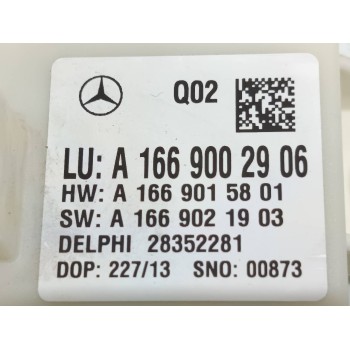 Q02
LU: A 166 900 29 06
HW: A 166 901 58 01
SW: A 166 902 19 03
DELPHI 28352281
DOP: 227/13 SNO: 00873